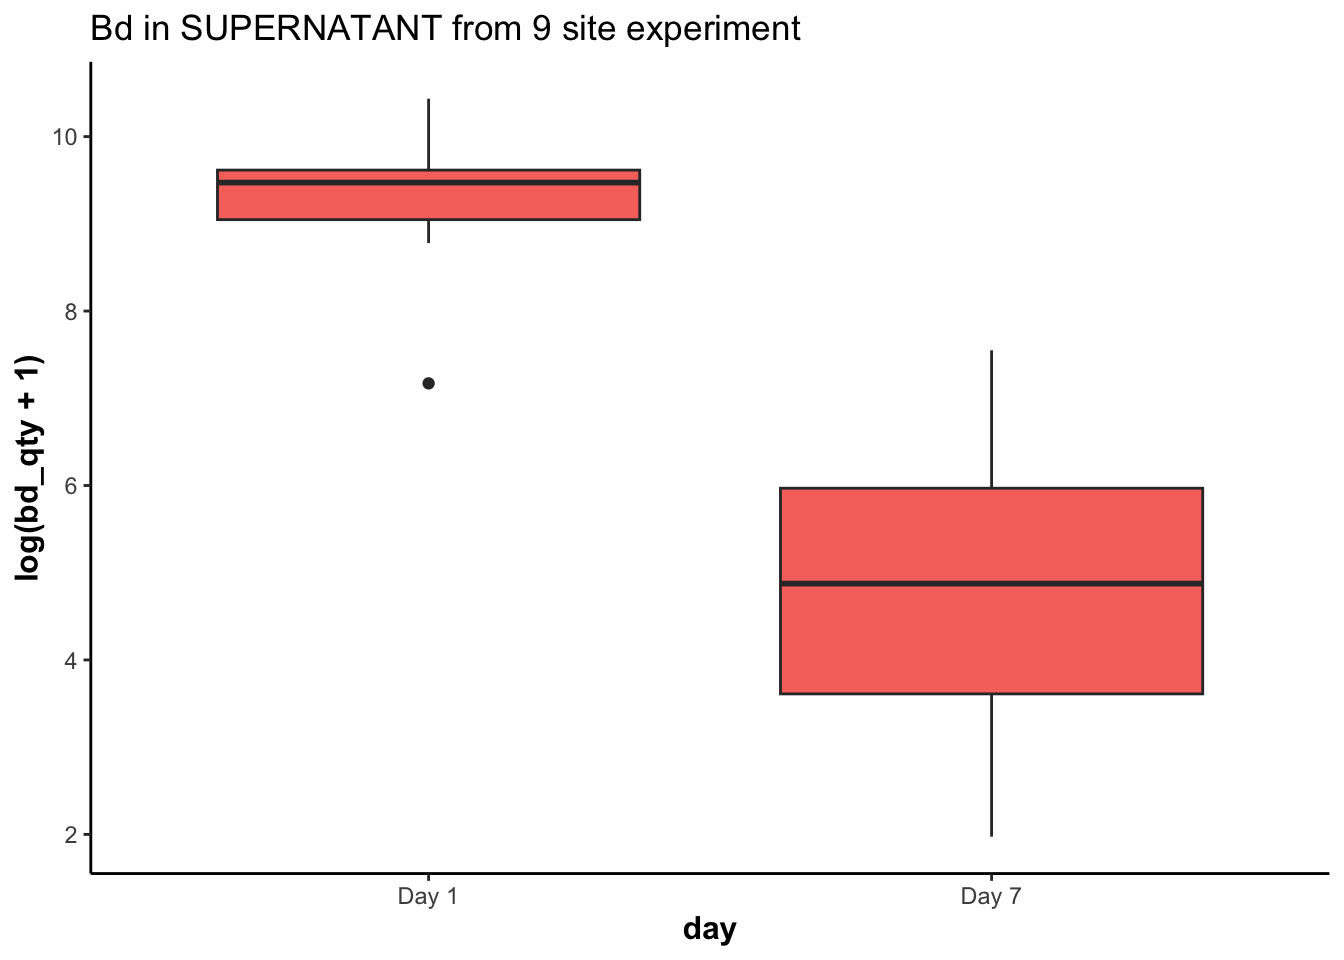 Bd in SUPERNATANT from 9 site experiment
log(bd_qty + 1)
10
8
6
4
2
Day 1
Day 7
day